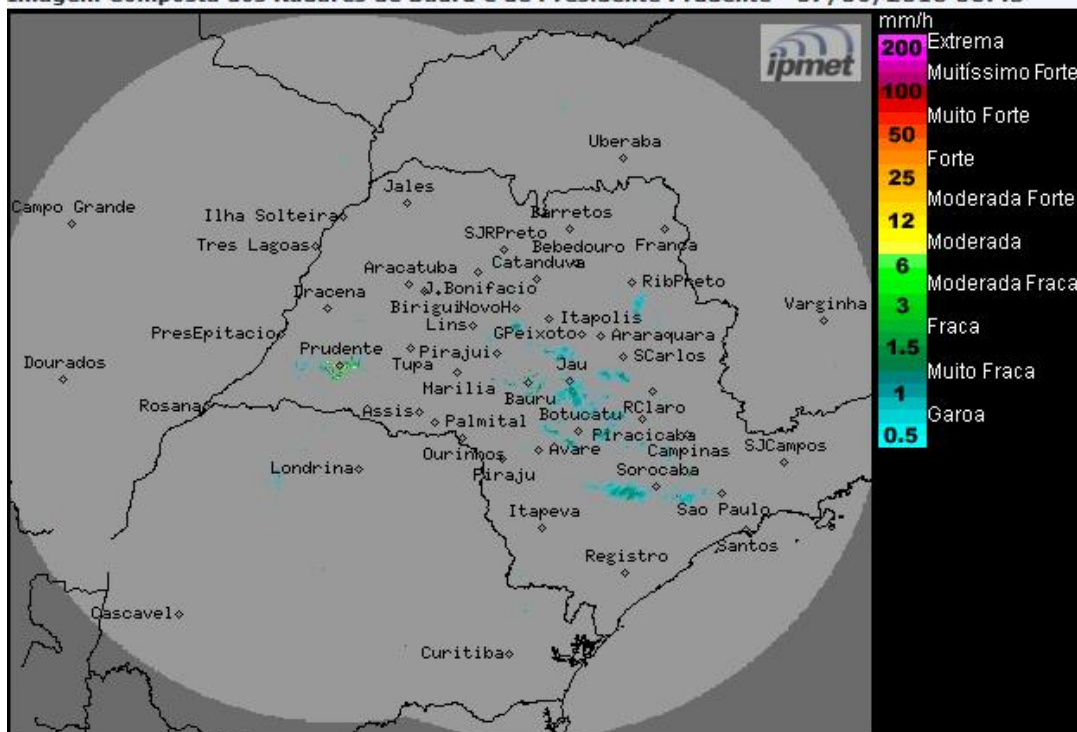 mm/h
200 Extrema
Muitíssimo Forte
100
Muito Forte
50
Forte
25
Moderada Forte
12
Moderada
6
Moderada Fraca
3
Fraca
1.5
Muito Fraca
1
Garoa
0.5
ipmet
Uberaba
Jales
Campo Grande
Ilha Solteira
Barretos
SJRPreto
Franca
Tres Lagoas
Bebedouro
Aracatuba
Catanduva
RibPreto
Dracena
J.Bonifacio
Varginha
BiriguiNovoH
Itapolis
Lins
PresEpitacio
GPeixoto
Araraquara
Prudente
Pirajui
SCarlos
Dourados
Tupa
Jau
Marilia
Bauru
Rosana
Assis
Botucatu
RClaro
Palmital
Piracicaba
SJCampos
Ourinhos
Avare
Campinas
Londrina
Piraju
Sorocaba
Itapeva
Sao Paulo
Santos
Registro
Cascavel
Curitiba